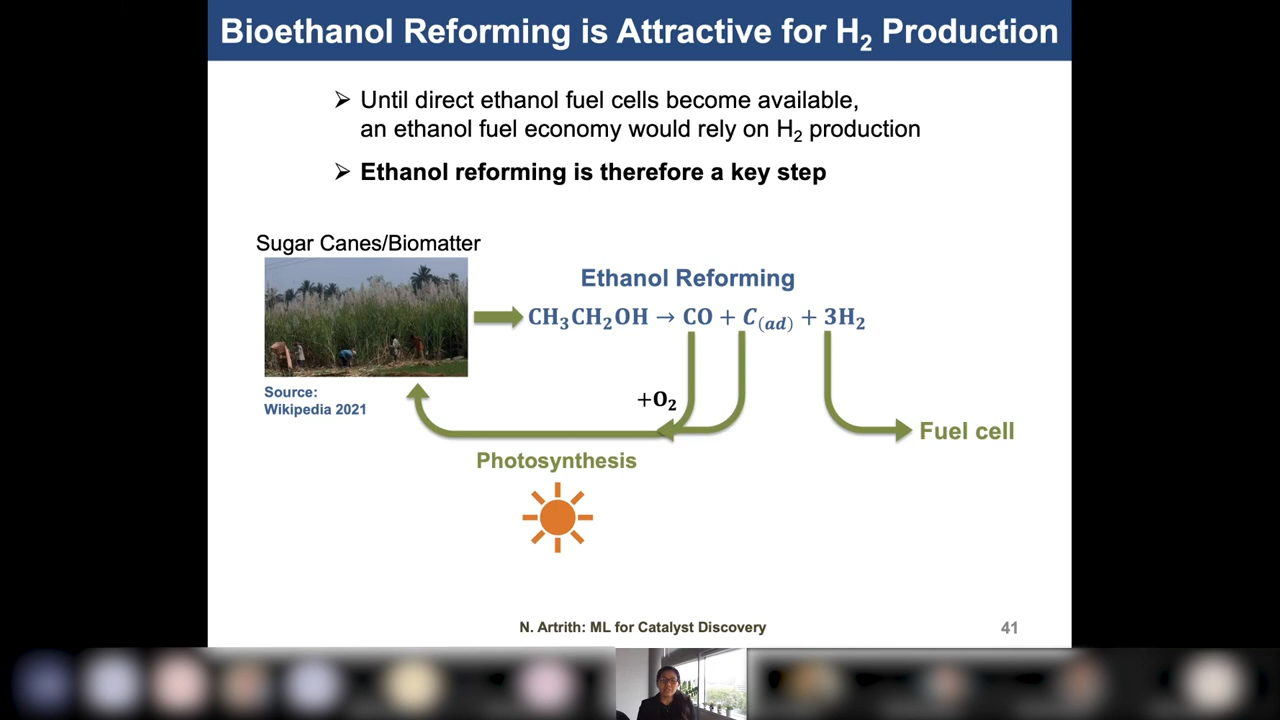 Bioethanol Reforming is Attractive for H₂ Production
➢ Until direct ethanol fuel cells become available,
an ethanol fuel economy would rely on H₂ production
➢ Ethanol reforming is therefore a key step
Sugar Canes/Biomatter
Ethanol Reforming
CH₃CH₂OH → CO + C₍ad₎ + 3H₂
Source:
Wikipedia 2021
+O₂
Fuel cell
Photosynthesis
N. Artrith: ML for Catalyst Discovery
41